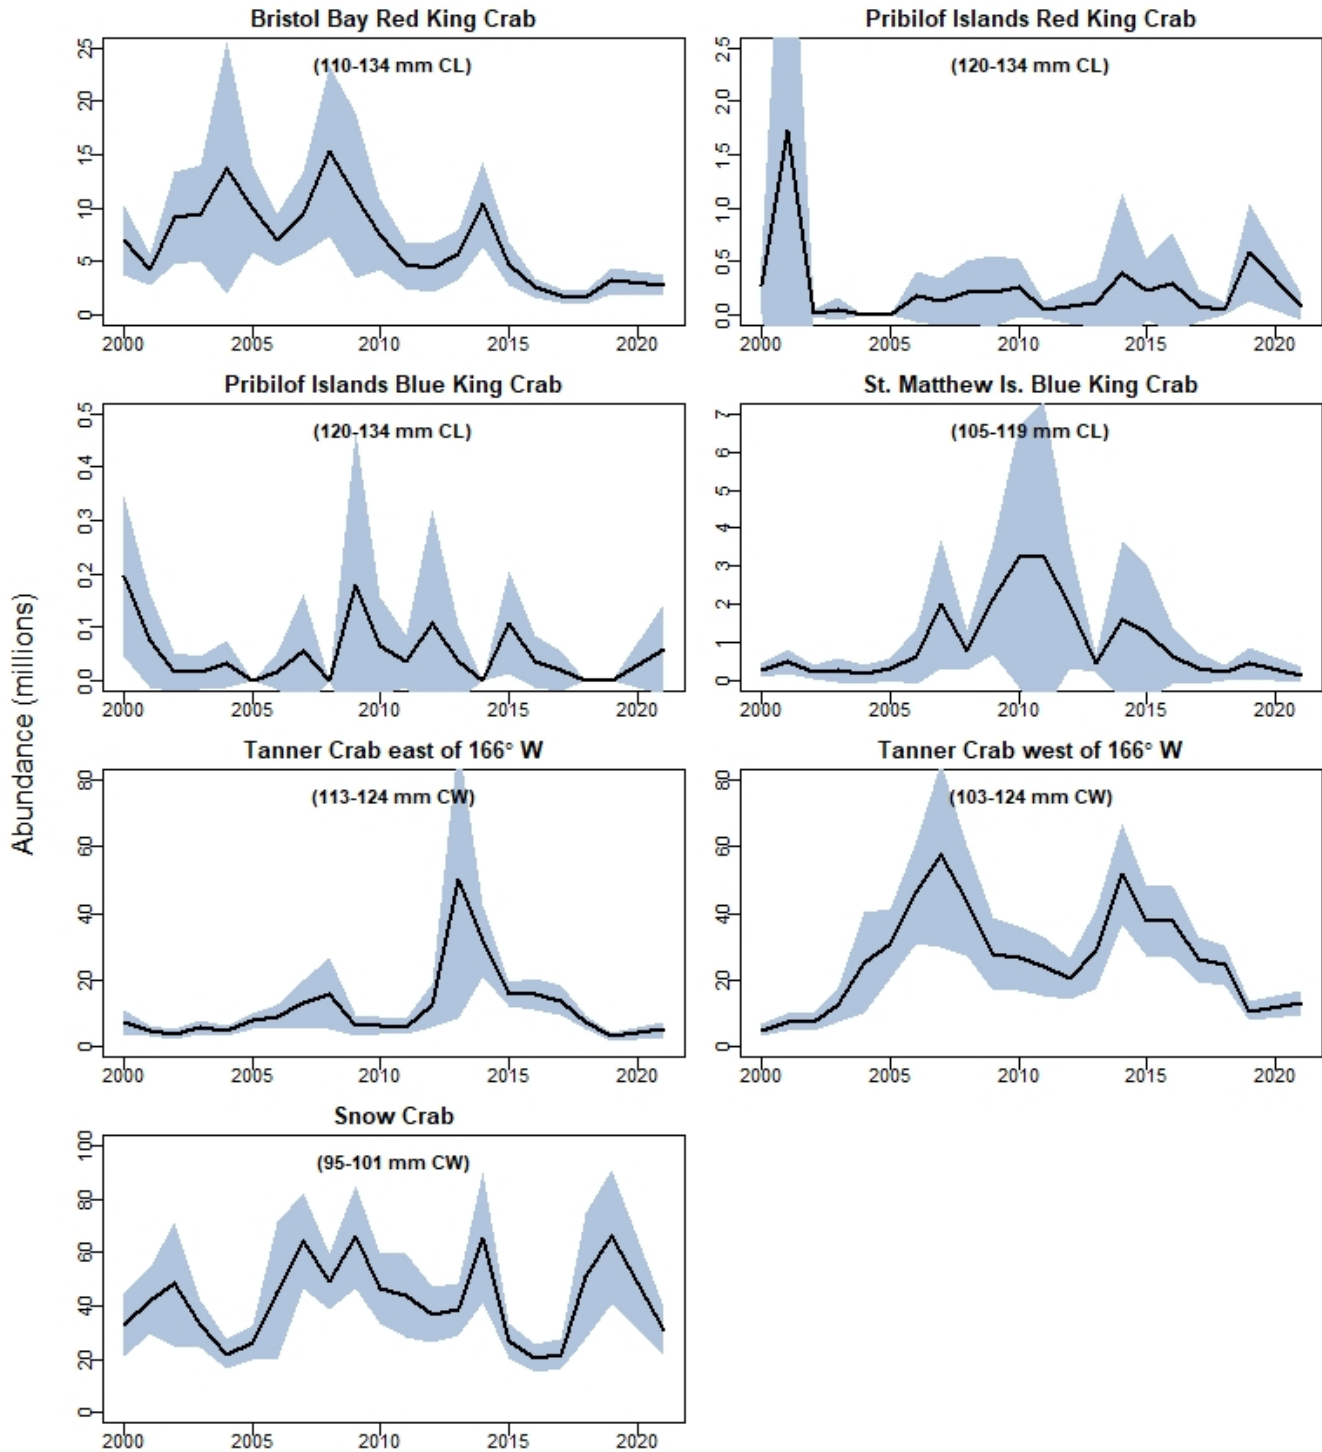 Abundance (millions)
Bristol Bay Red King Crab
(110-134 mm CL)
25
20
15
10
5
0
2000 2005 2010 2015 2020
Pribilof Islands Red King Crab
(120-134 mm CL)
2.5
2.0
1.5
1.0
0.5
0.0
2000 2005 2010 2015 2020
Pribilof Islands Blue King Crab
(120-134 mm CL)
0.5
0.4
0.3
0.2
0.1
0.0
2000 2005 2010 2015 2020
St. Matthew Is. Blue King Crab
(105-119 mm CL)
7
6
5
4
3
2
1
0
2000 2005 2010 2015 2020
Tanner Crab east of 166° W
(113-124 mm CW)
80
60
40
20
0
2000 2005 2010 2015 2020
Tanner Crab west of 166° W
(103-124 mm CW)
80
60
40
20
0
2000 2005 2010 2015 2020
Snow Crab
(95-101 mm CW)
100
80
60
40
20
0
2000 2005 2010 2015 2020